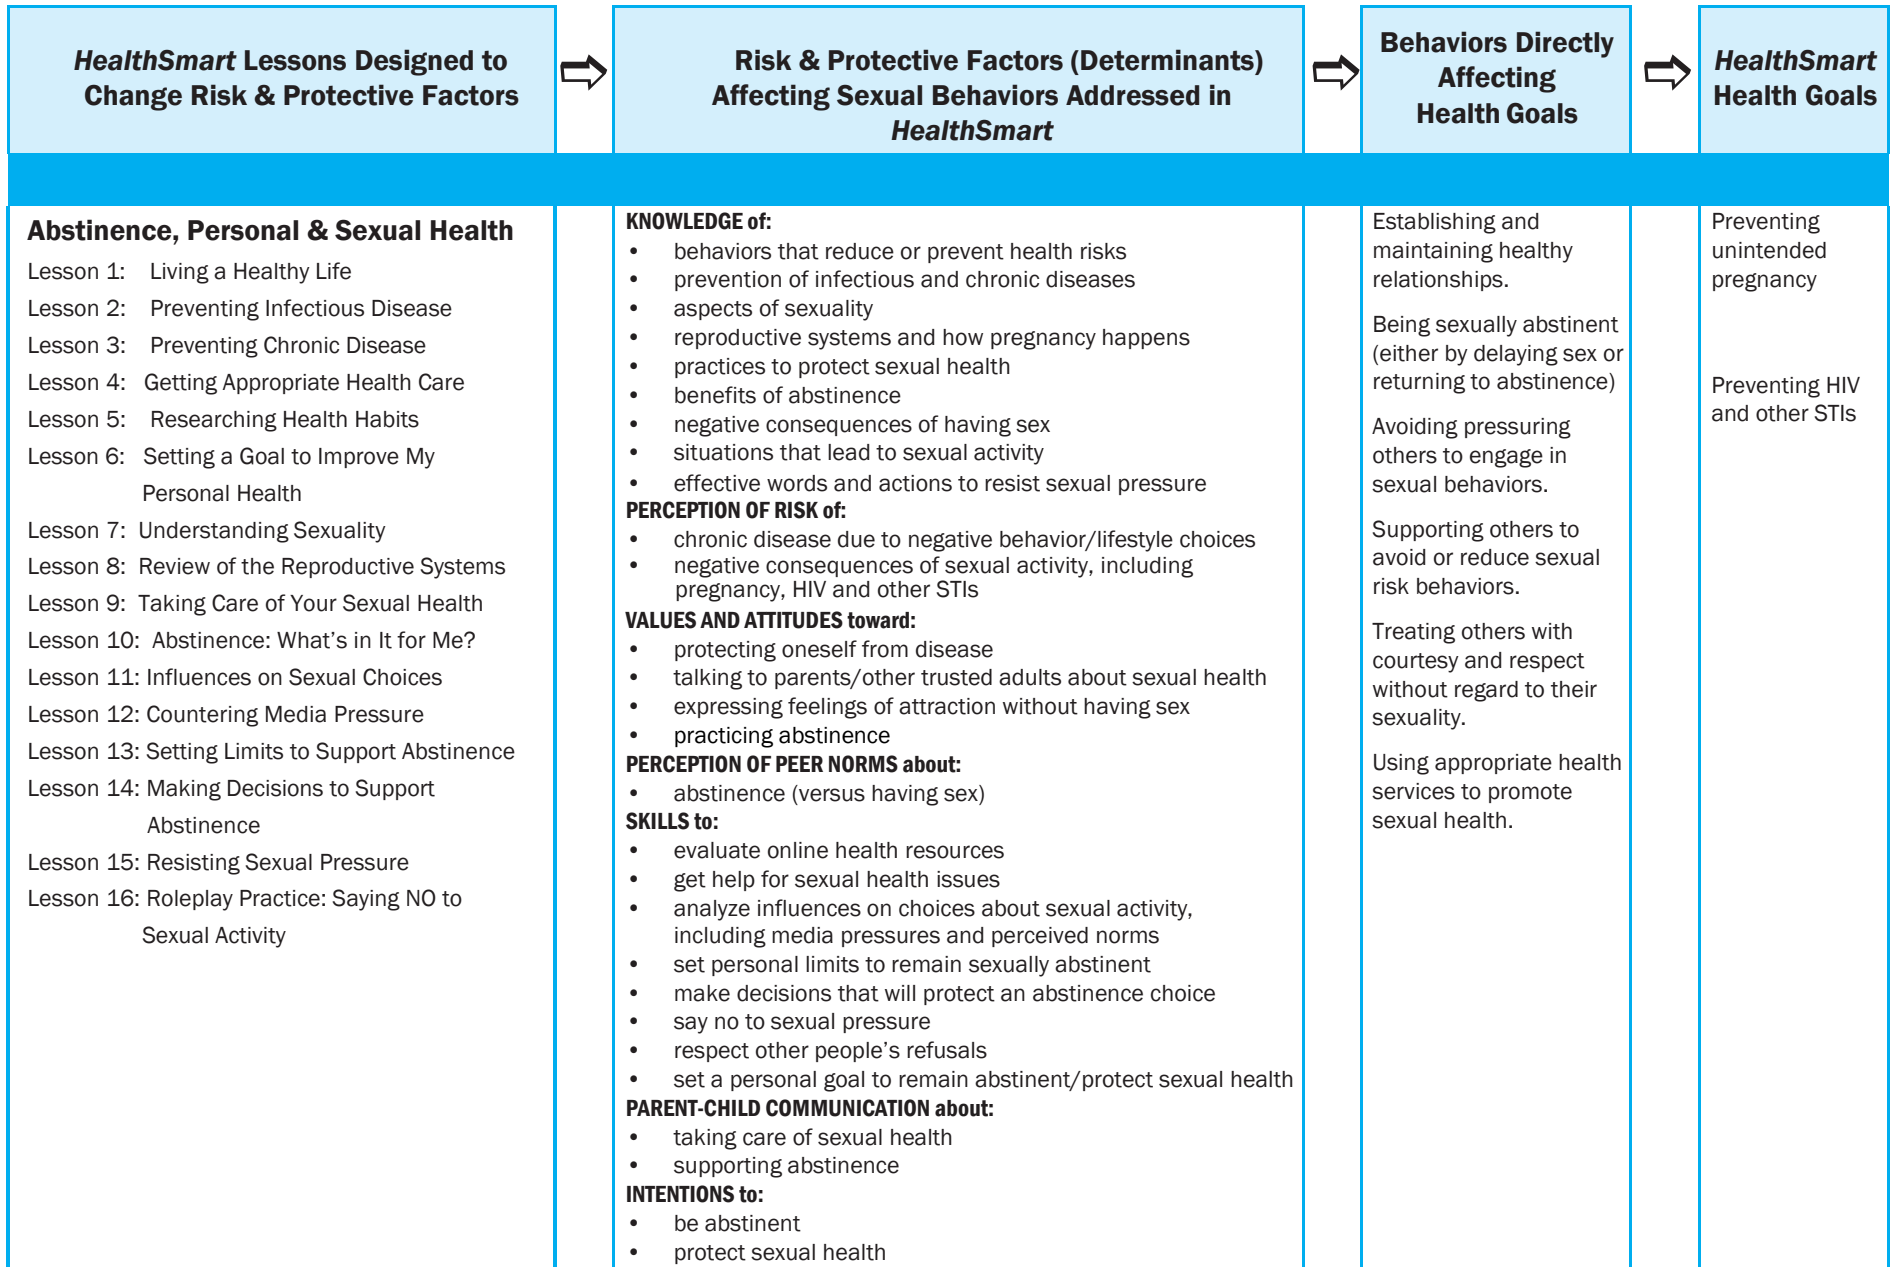 HealthSmart Lessons Designed to
Change Risk & Protective Factors
Risk & Protective Factors (Determinants)
Affecting Sexual Behaviors Addressed in
HealthSmart
Behaviors Directly
Affecting
Health Goals
HealthSmart
Health Goals
Abstinence, Personal & Sexual Health
Lesson 1: Living a Healthy Life
Lesson 2: Preventing Infectious Disease
Lesson 3: Preventing Chronic Disease
Lesson 4: Getting Appropriate Health Care
Lesson 5: Researching Health Habits
Lesson 6: Setting a Goal to Improve My
Personal Health
Lesson 7: Understanding Sexuality
Lesson 8: Review of the Reproductive Systems
Lesson 9: Taking Care of Your Sexual Health
Lesson 10: Abstinence: What's in It for Me?
Lesson 11: Influences on Sexual Choices
Lesson 12: Countering Media Pressure
Lesson 13: Setting Limits to Support Abstinence
Lesson 14: Making Decisions to Support
Abstinence
Lesson 15: Resisting Sexual Pressure
Lesson 16: Roleplay Practice: Saying NO to
Sexual Activity
KNOWLEDGE of:
• behaviors that reduce or prevent health risks
• prevention of infectious and chronic diseases
• aspects of sexuality
• reproductive systems and how pregnancy happens
• practices to protect sexual health
• benefits of abstinence
• negative consequences of having sex
• situations that lead to sexual activity
• effective words and actions to resist sexual pressure
PERCEPTION OF RISK of:
• chronic disease due to negative behavior/lifestyle choices
• negative consequences of sexual activity, including
pregnancy, HIV and other STIs
VALUES AND ATTITUDES toward:
• protecting oneself from disease
• talking to parents/other trusted adults about sexual health
• expressing feelings of attraction without having sex
• practicing abstinence
PERCEPTION OF PEER NORMS about:
• abstinence (versus having sex)
SKILLS to:
• evaluate online health resources
• get help for sexual health issues
• analyze influences on choices about sexual activity,
including media pressures and perceived norms
• set personal limits to remain sexually abstinent
• make decisions that will protect an abstinence choice
• say no to sexual pressure
• respect other people's refusals
• set a personal goal to remain abstinent/protect sexual health
PARENT-CHILD COMMUNICATION about:
• taking care of sexual health
• supporting abstinence
INTENTIONS to:
• be abstinent
• protect sexual health
Establishing and
maintaining healthy
relationships.
Being sexually abstinent
(either by delaying sex or
returning to abstinence)
Avoiding pressuring
others to engage in
sexual behaviors.
Supporting others to
avoid or reduce sexual
risk behaviors.
Treating others with
courtesy and respect
without regard to their
sexuality.
Using appropriate health
services to promote
sexual health.
Preventing
unintended
pregnancy
Preventing HIV
and other STIs